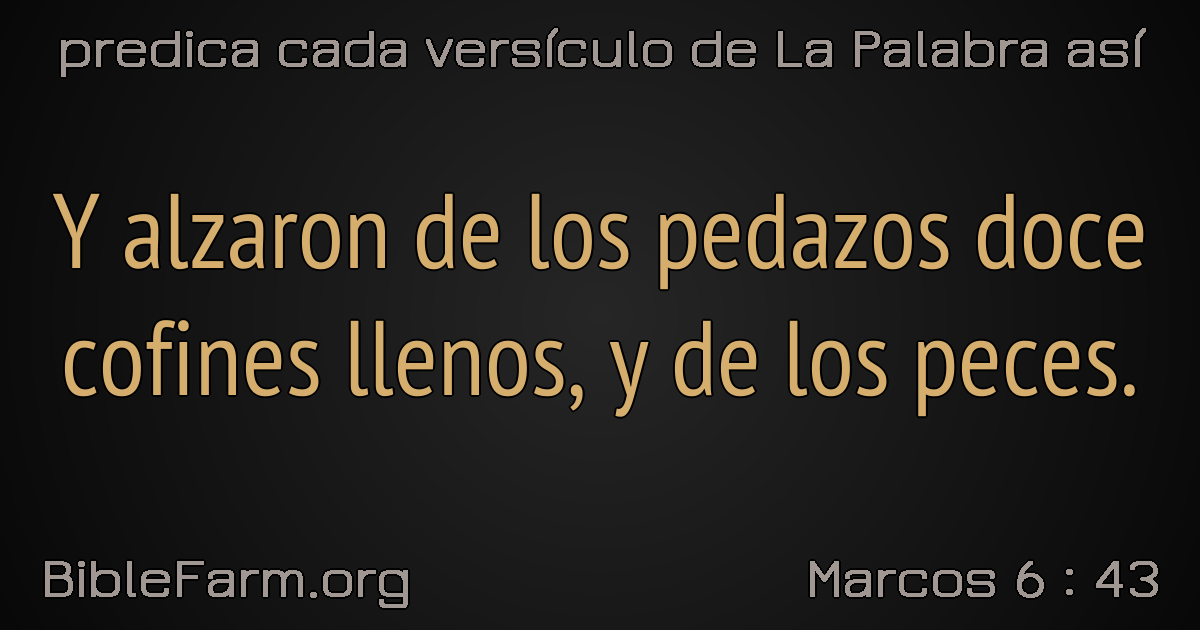 predica cada versículo de La Palabra así
Y alzaron de los pedazos doce
cofines llenos, y de los peces.
BibleFarm.org
Marcos 6 : 43